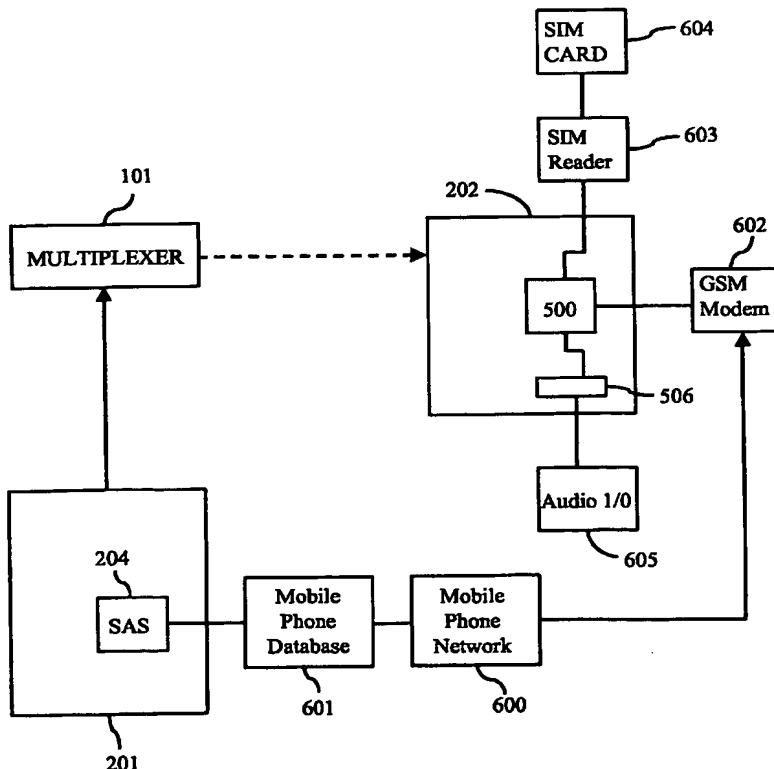 SIM
CARD
604
SIM
Reader
603
101
202
MULTIPLEXER
602
GSM
Modem
500
506
Audio 1/0
605
204
SAS
Mobile
Phone
Database
Mobile
Phone
Network
601
600
201